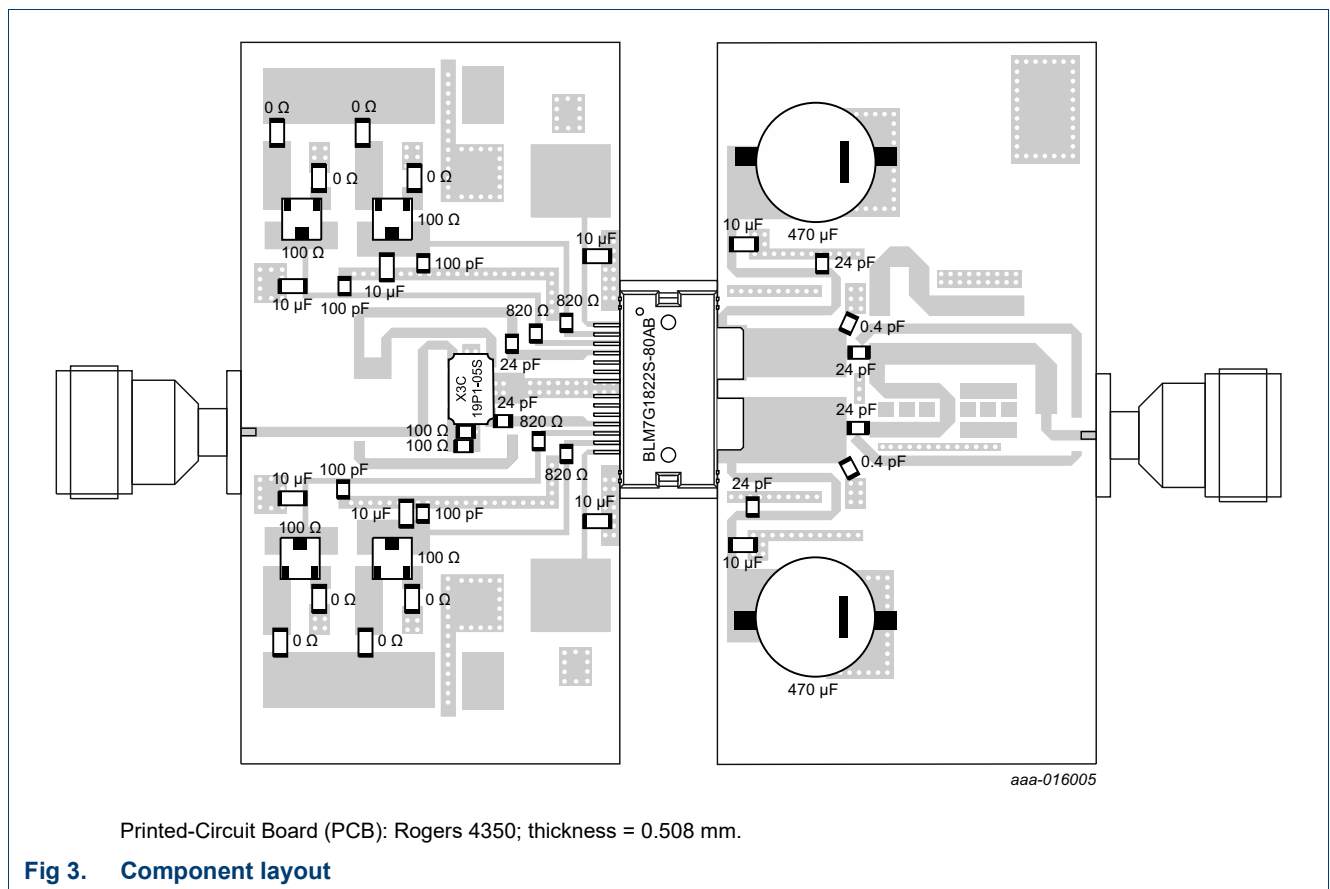 0 Ω
0 Ω
0 Ω
0 Ω
100 Ω
100 Ω
10 µF
100 pF
10 µF
100 pF
10 µF
820 Ω
820 Ω
24 pF
X3C
19P1-05S
24 pF
100 Ω
100 Ω
820 Ω
820 Ω
10 µF
100 pF
10 µF
100 pF
10 µF
100 Ω
100 Ω
0 Ω
0 Ω
0 Ω
0 Ω
BLM7G1822S-80AB
470 µF
10 µF
24 pF
0.4 pF
24 pF
24 pF
0.4 pF
24 pF
10 µF
470 µF
aaa-016005
Printed-Circuit Board (PCB): Rogers 4350; thickness = 0.508 mm.
Fig 3. Component layout